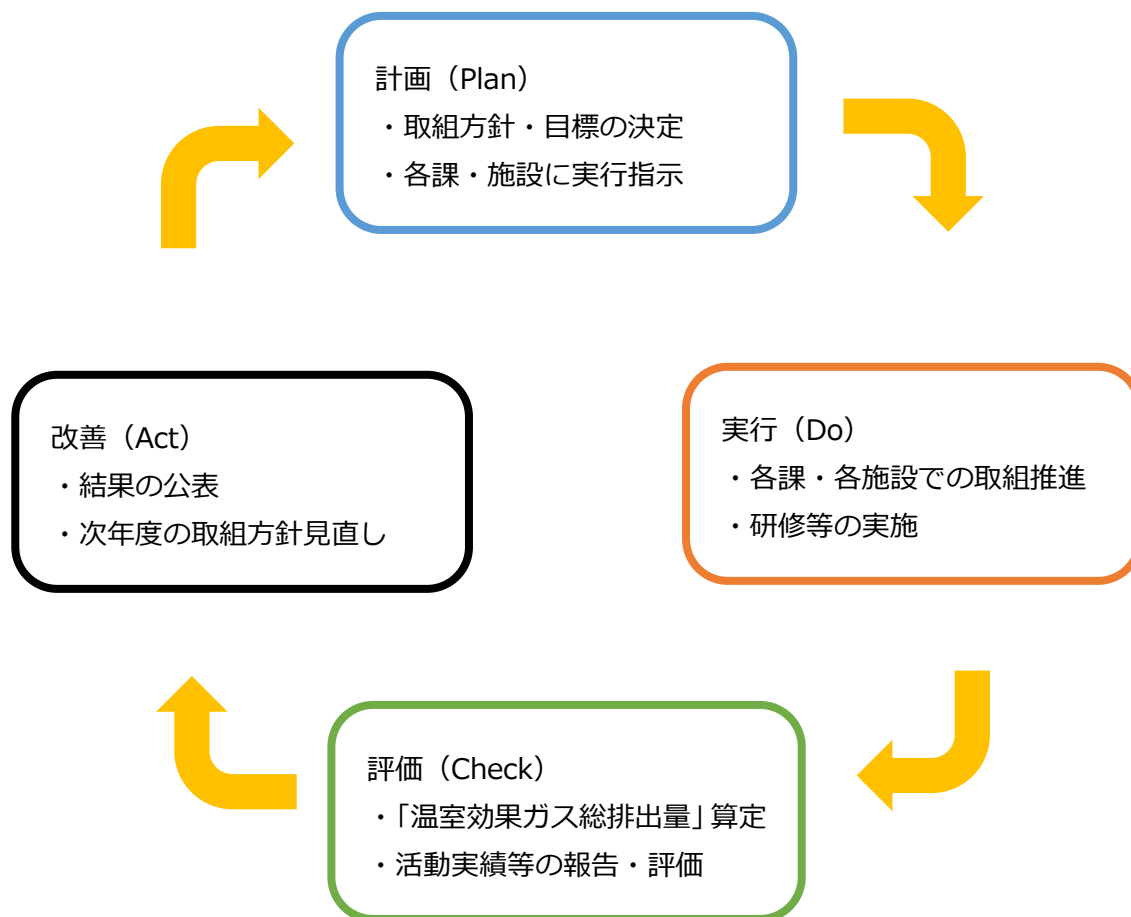 計画（Plan）
・取組方針・目標の決定
・各課・施設に実行指示
改善（Act）
・結果の公表
・次年度の取組方針見直し
実行（Do）
・各課・各施設での取組推進
・研修等の実施
評価（Check）
・「温室効果ガス総排出量」算定
・活動実績等の報告・評価